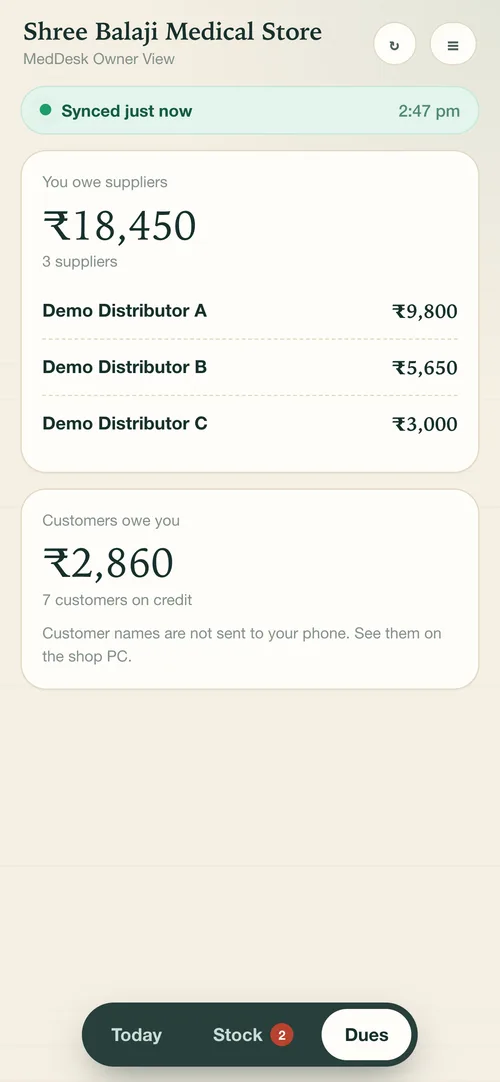 Shree Balaji Medical Store
MedDesk Owner View
↻
≡
Synced just now 2:47 pm
You owe suppliers
₹18,450
3 suppliers
Demo Distributor A ₹9,800
Demo Distributor B ₹5,650
Demo Distributor C ₹3,000
Customers owe you
₹2,860
7 customers on credit
Customer names are not sent to your phone. See them on
the shop PC.
Today Stock 2 Dues